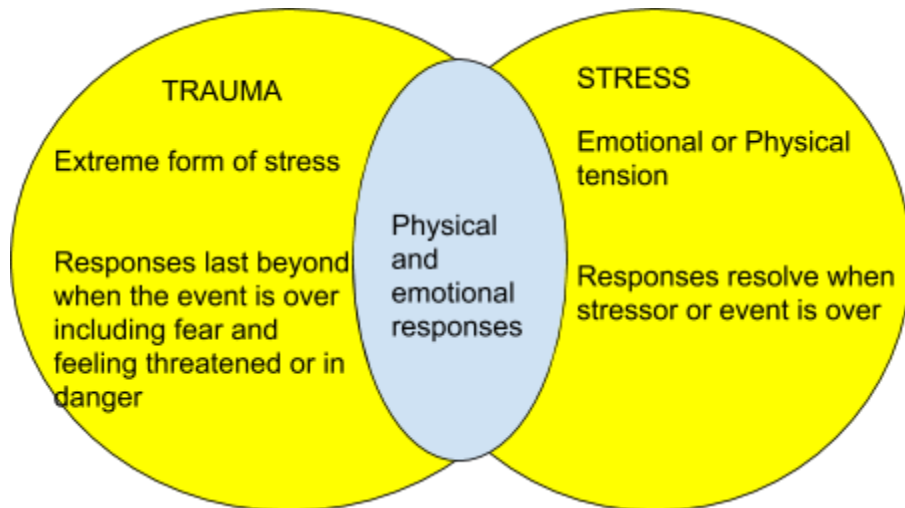 TRAUMA
Extreme form of stress
Responses last beyond
when the event is over
including fear and
feeling threatened or in
danger
Physical
and
emotional
responses
STRESS
Emotional or Physical
tension
Responses resolve when
stressor or event is over